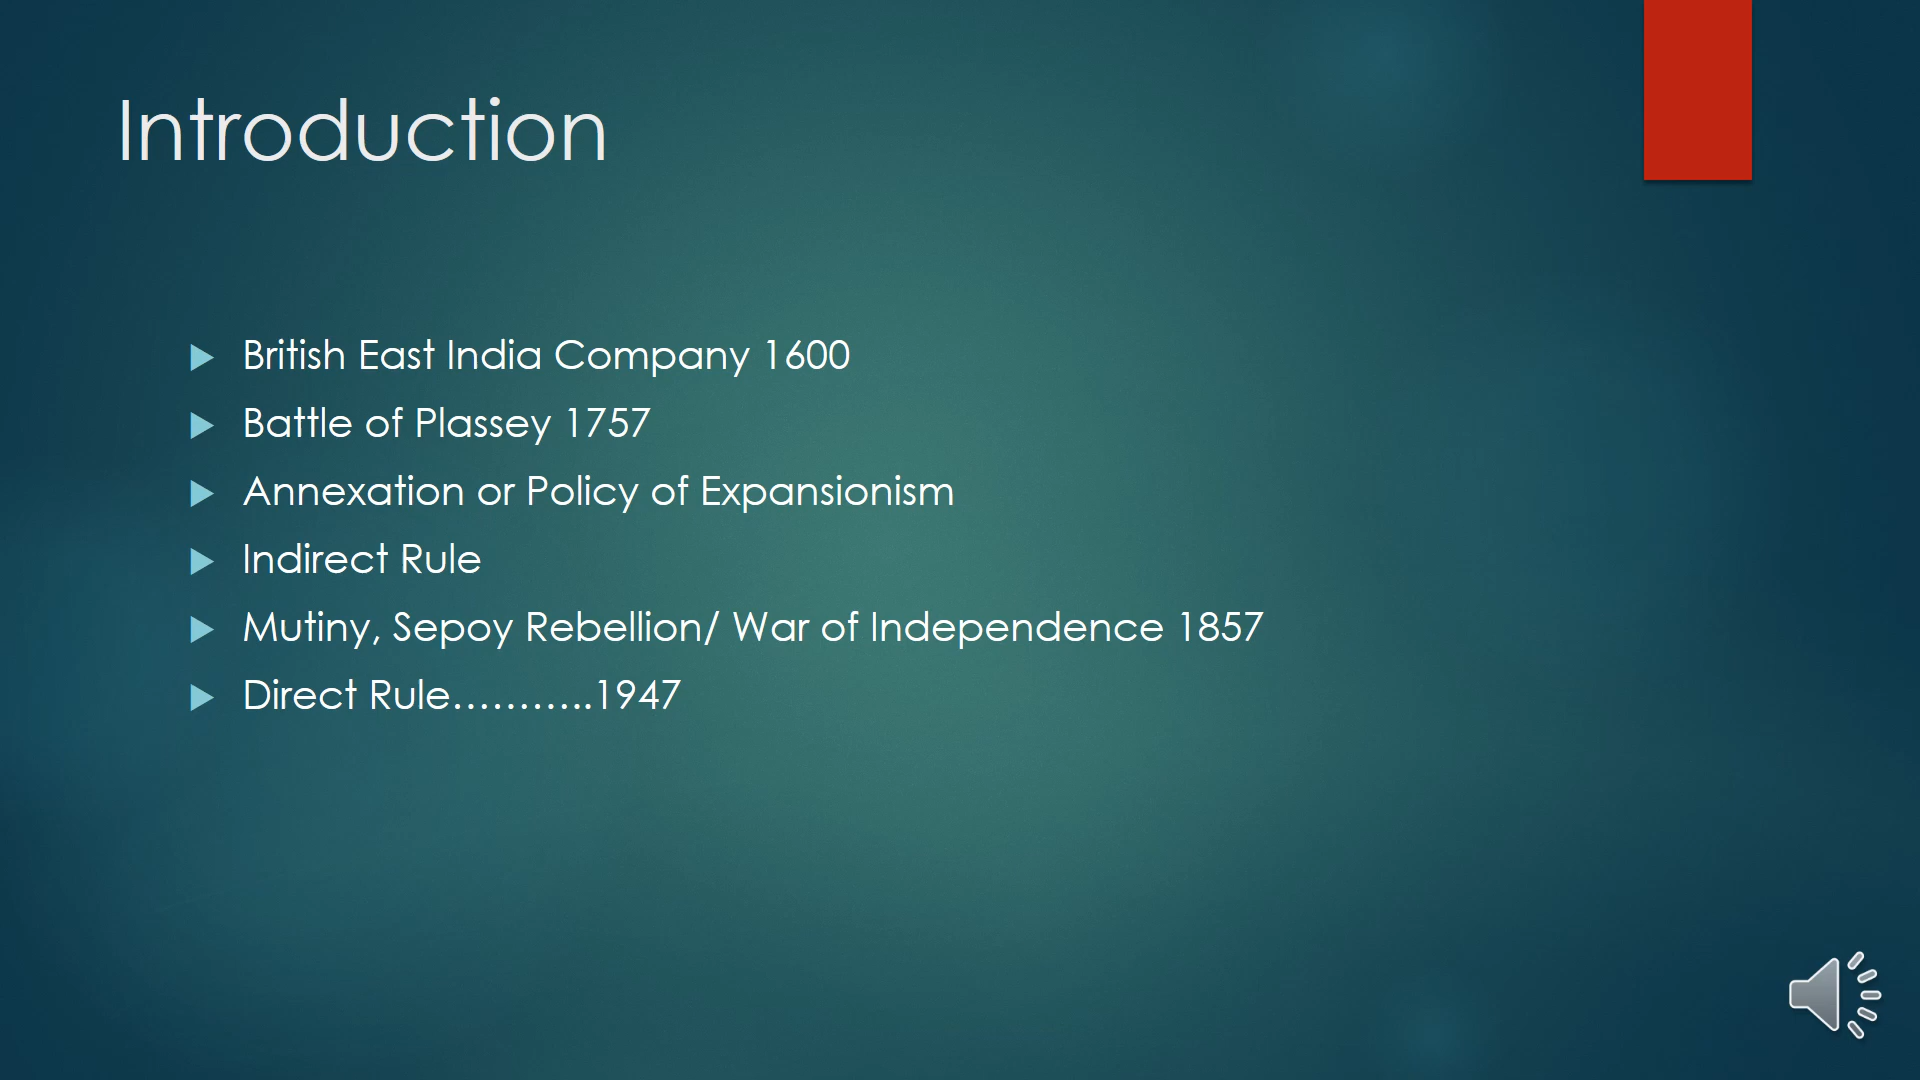 Introduction
British East India Company 1600
Battle of Plassey 1757
Annexation or Policy of Expansionism
Indirect Rule
Mutiny, Sepoy Rebellion/ War of Independence 1857
Direct Rule………..1947